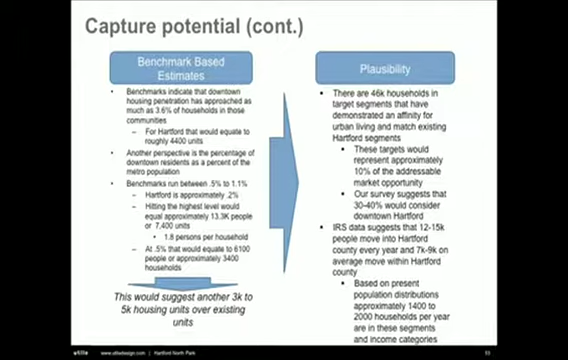 Capture potential (cont.)
Benchmark Based
Estimates
• Benchmarks indicate that downtown
housing penetration has approached as
much as 3.6% of households in those
communities
– For Hartford that would equate to
roughly 4400 units
• Another perspective is the percentage of
downtown residents as a percent of the
metro population
• Benchmarks run between .5% to 1.1%
– Hartford is approximately .2%
– Hitting the highest level would
equal approximately 13.3K people
or 7,400 units
• 1.8 persons per household
– At .5% that would equate to 6100
people or approximately 3400
households
This would suggest another 3k to
5k housing units over existing
units
Plausibility
• There are 46k households in
target segments that have
demonstrated an affinity for
urban living and match existing
Hartford segments
• These targets would
represent approximately
10% of the addressable
market opportunity
• Our survey suggests that
30-40% would consider
downtown Hartford
• IRS data suggests that 12-15k
people move into Hartford
county every year and 7k-9k on
average move within Hartford
county
• Based on present
population distributions
approximately 1400 to
2000 households per year
are in these segments
and income categories
utile www.utiledesign.com | Hartford North Park